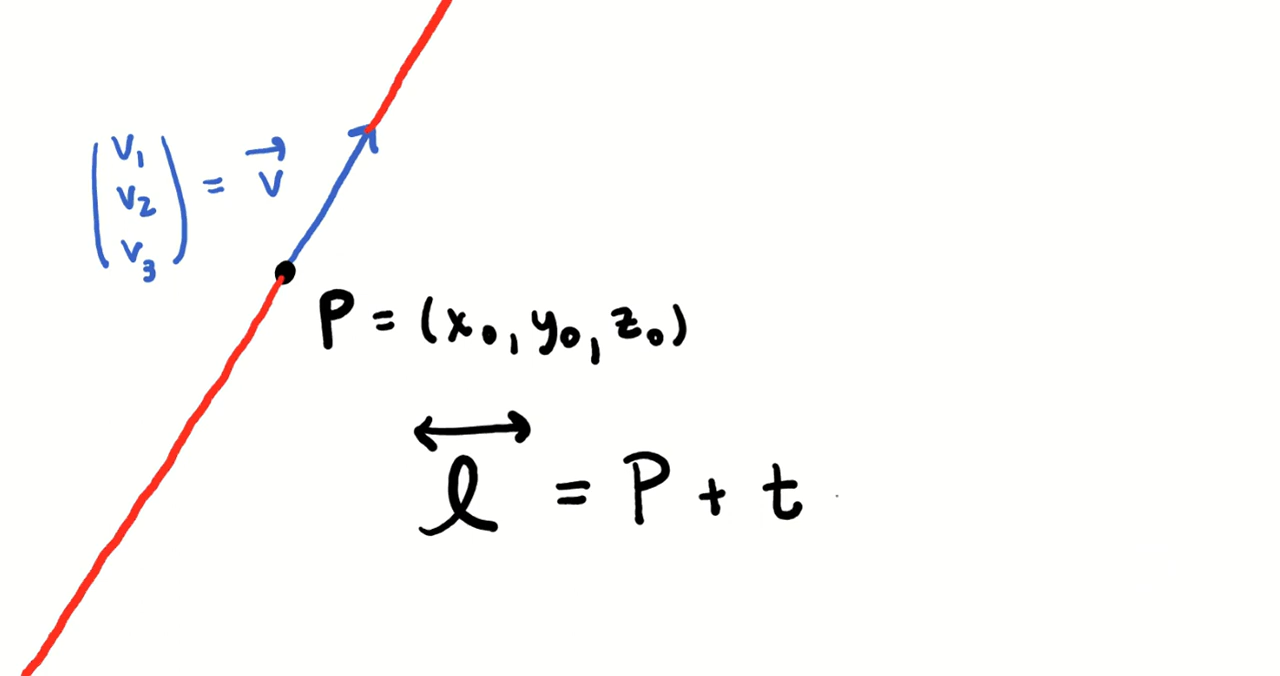 (v₁ v₂ v₃) = v⃗
P = (x₀, y₀, z₀)
ℓ⃡ = P + t